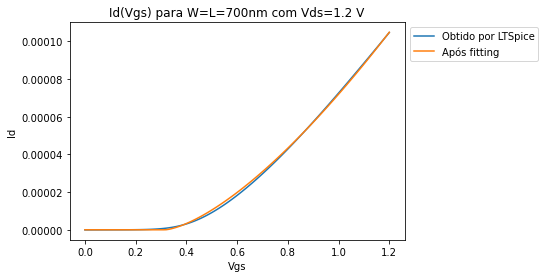 Id(Vgs) para W=L=700nm com Vds=1.2 V
Obtido por LTSpice
Após fitting
0.00010
0.00008
0.00006
0.00004
0.00002
0.00000
Id
0.0 0.2 0.4 0.6 0.8 1.0 1.2
Vgs